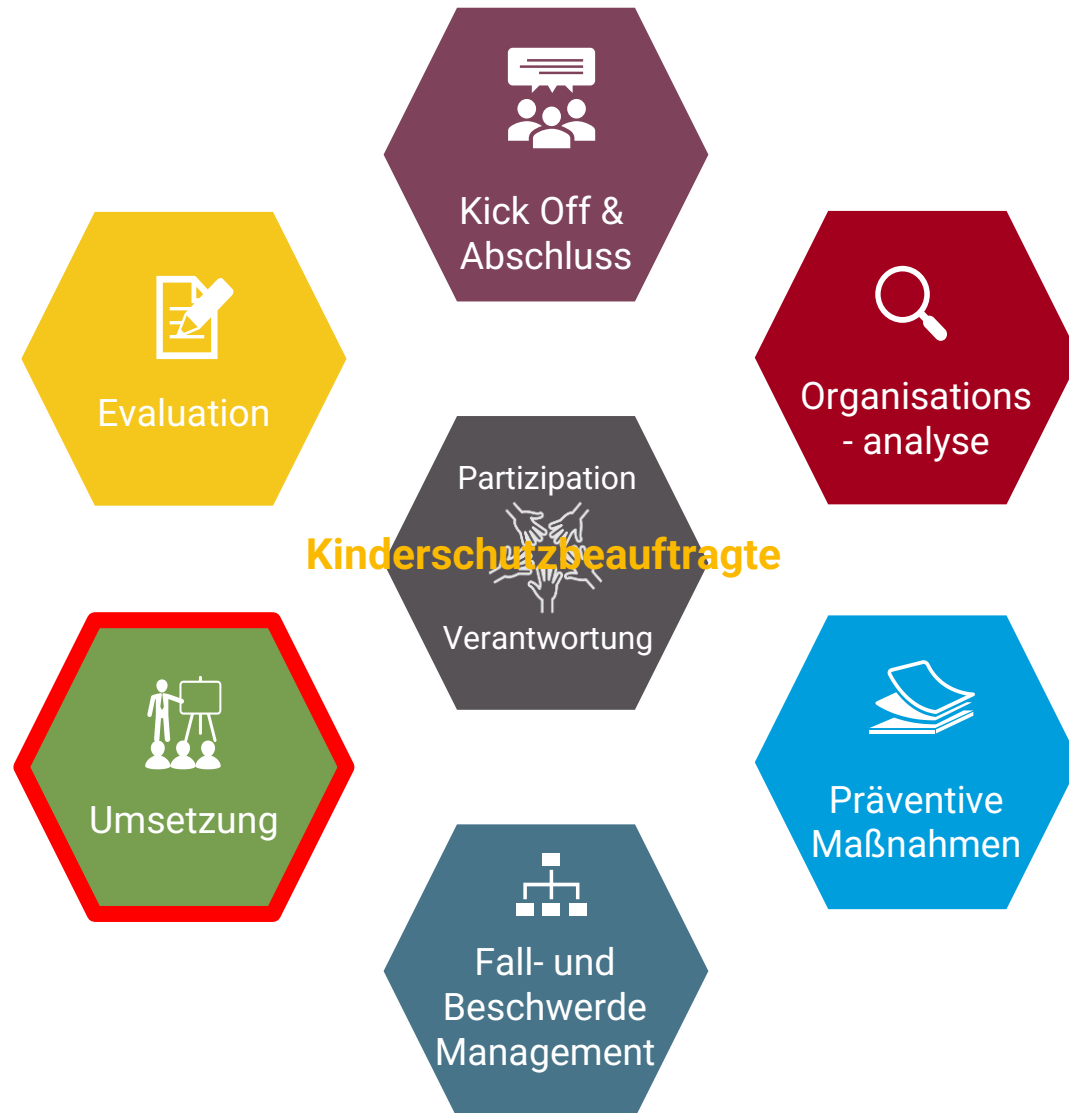 Kick Off &
Abschluss
Evaluation
Organisations
- analyse
Partizipation
Kinderschutzbeauftragte
Verantwortung
Umsetzung
Präventive
Maßnahmen
Fall- und
Beschwerde
Management